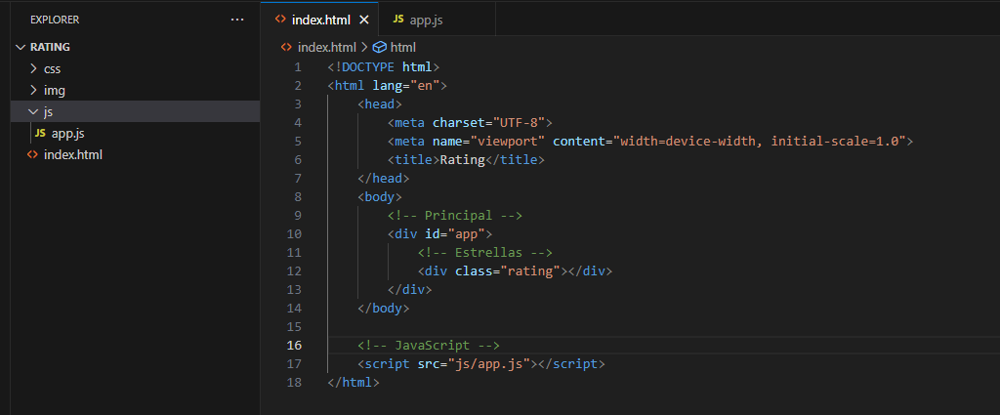 EXPLORER
RATING
css
img
js
JS app.js
index.html
index.html
JS app.js
index.html > html
1 <!DOCTYPE html>
2 <html lang="en">
3 <head>
4 <meta charset="UTF-8">
5 <meta name="viewport" content="width=device-width, initial-scale=1.0">
6 <title>Rating</title>
7 </head>
8 <body>
9 <!-- Principal -->
10 <div id="app">
11 <!-- Estrellas -->
12 <div class="rating"></div>
13 </div>
14 </body>
15
16 <!-- JavaScript -->
17 <script src="js/app.js"></script>
18 </html>